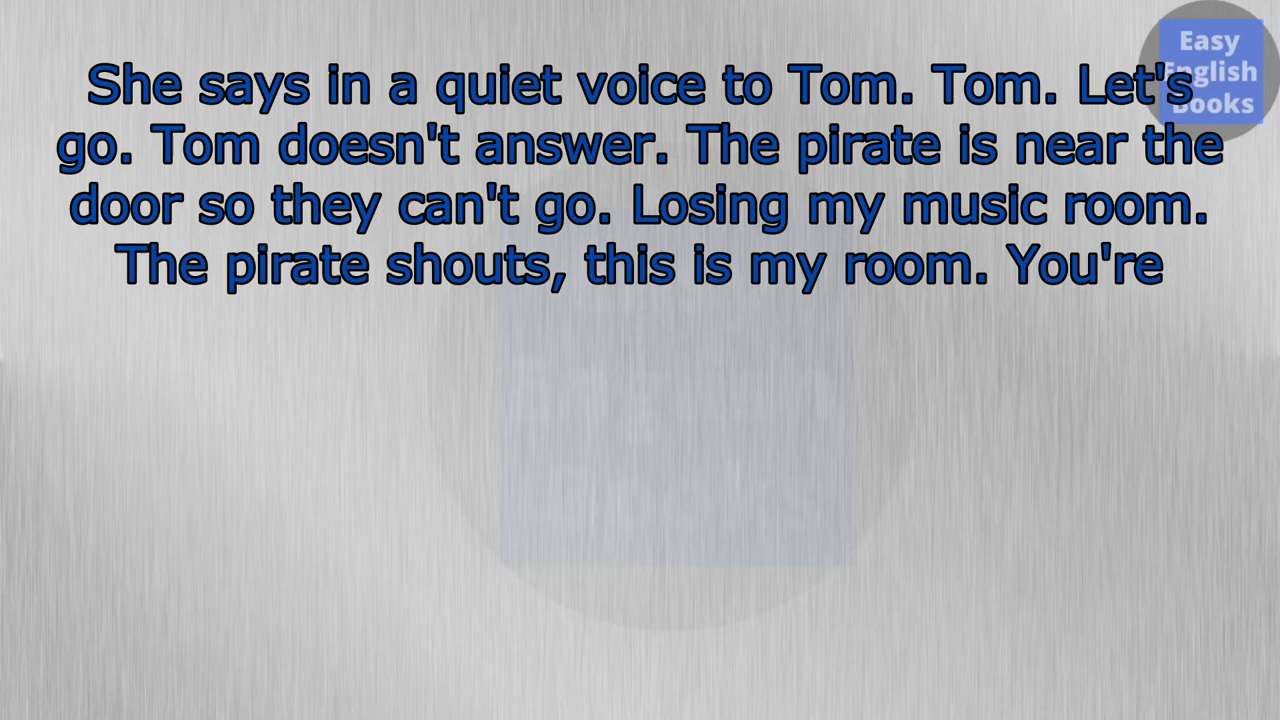 She says in a quiet voice to Tom. Tom. Let's
go. Tom doesn't answer. The pirate is near the
door so they can't go. Losing my music room.
The pirate shouts, this is my room. You're
Easy
English
Books